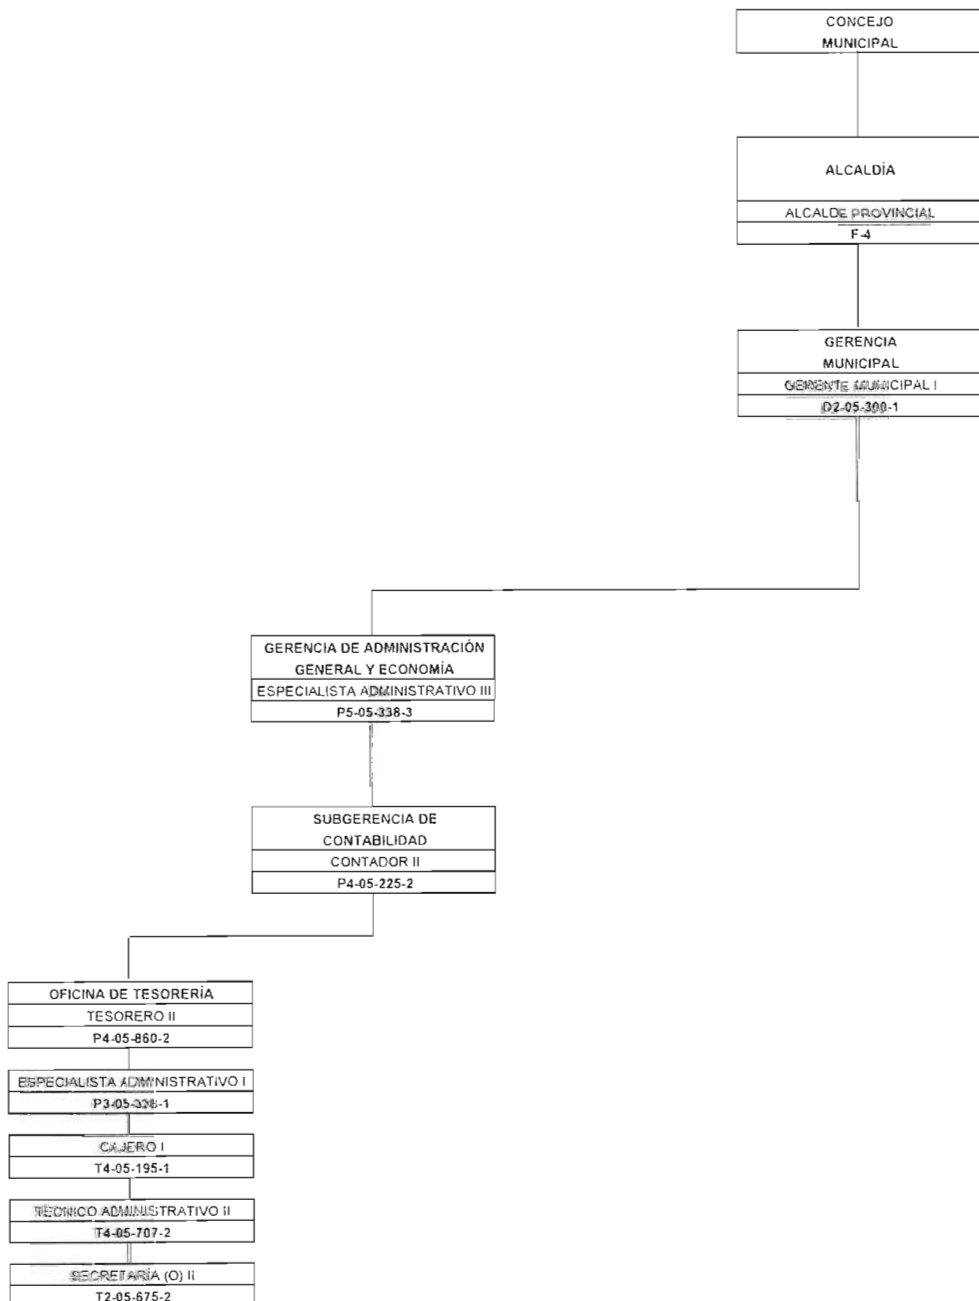 CONCEJO
MUNICIPAL
ALCALDÍA
ALCALDE PROVINCIAL
F-4
GERENCIA
MUNICIPAL
GERENTE MUNICIPAL I
D2-05-300-1
GERENCIA DE ADMINISTRACIÓN
GENERAL Y ECONOMÍA
ESPECIALISTA ADMINISTRATIVO III
P5-05-338-3
SUBGERENCIA DE
CONTABILIDAD
CONTADOR II
P4-05-225-2
OFICINA DE TESORERÍA
TESORERO II
P4-05-860-2
ESPECIALISTA ADMINISTRATIVO I
CAJERO I
T4-05-195-1
TÉCNICO ADMINISTRATIVO II
T4-05-707-2
SECRETARÍA (O) II
T2-05-675-2